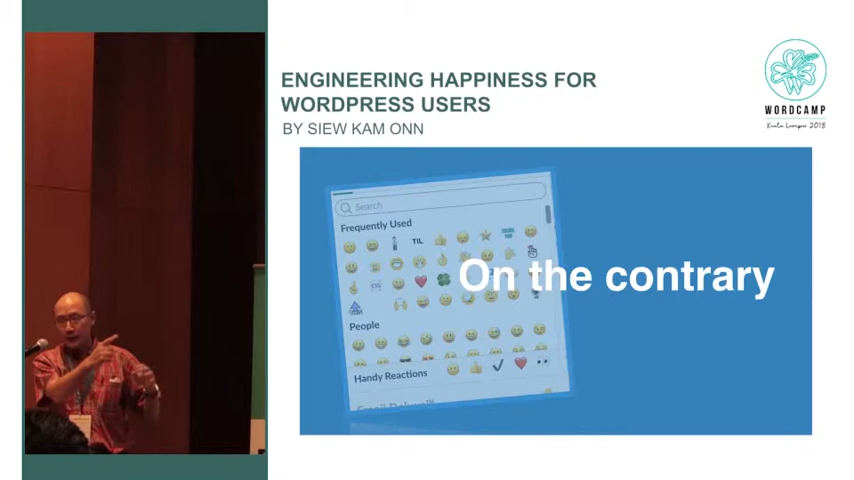 ENGINEERING HAPPINESS FOR
WORDPRESS USERS
BY SIEW KAM ONN
WORDCAMP
Kuala Lumpur 2018
Search
Frequently Used
TIL
On the contrary
People
Handy Reactions